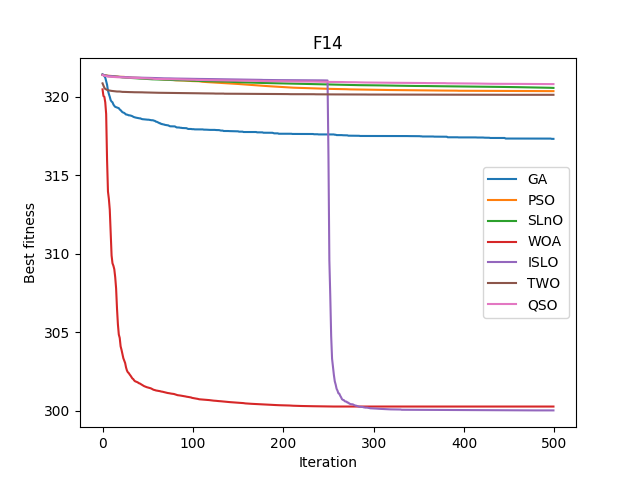 F14
Best fitness
320
315
310
305
300
GA
PSO
SLnO
WOA
ISLO
TWO
QSO
0 100 200 300 400 500
Iteration